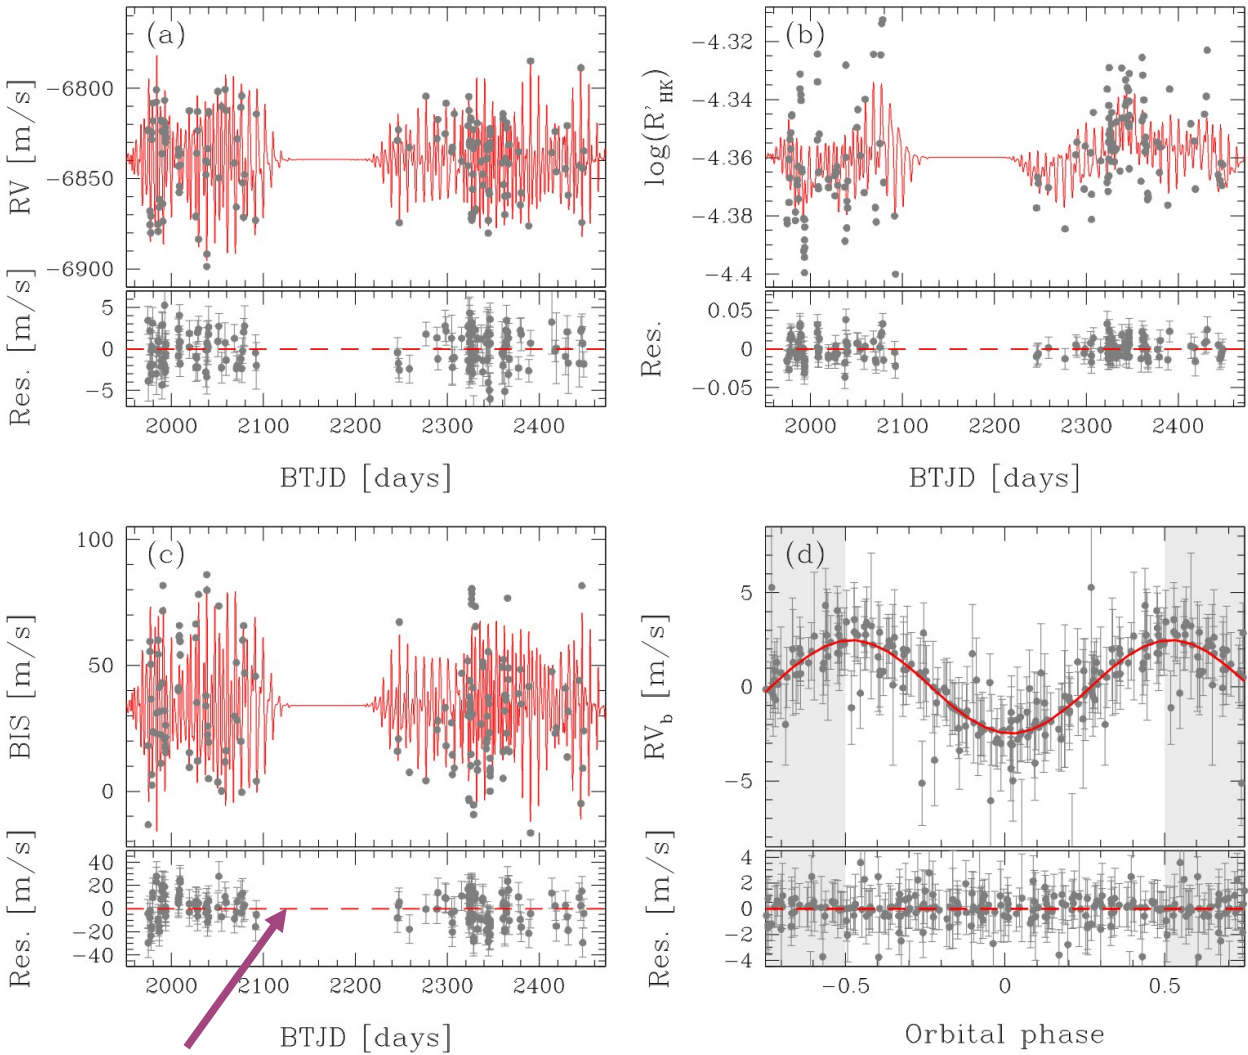 (a)
RV [m/s]
−6800
−6850
−6900
Res. [m/s]
5
0
−5
2000 2100 2200 2300 2400
BTJD [days]
(b)
log(R'HK)
−4.32
−4.34
−4.36
−4.38
−4.4
Res.
0.05
0
−0.05
2000 2100 2200 2300 2400
BTJD [days]
(c)
BIS [m/s]
100
50
0
Res. [m/s]
40
20
0
−20
−40
2000 2100 2200 2300 2400
BTJD [days]
(d)
RVb [m/s]
5
0
−5
Res. [m/s]
4
2
0
−2
−4
−0.5 0 0.5
Orbital phase